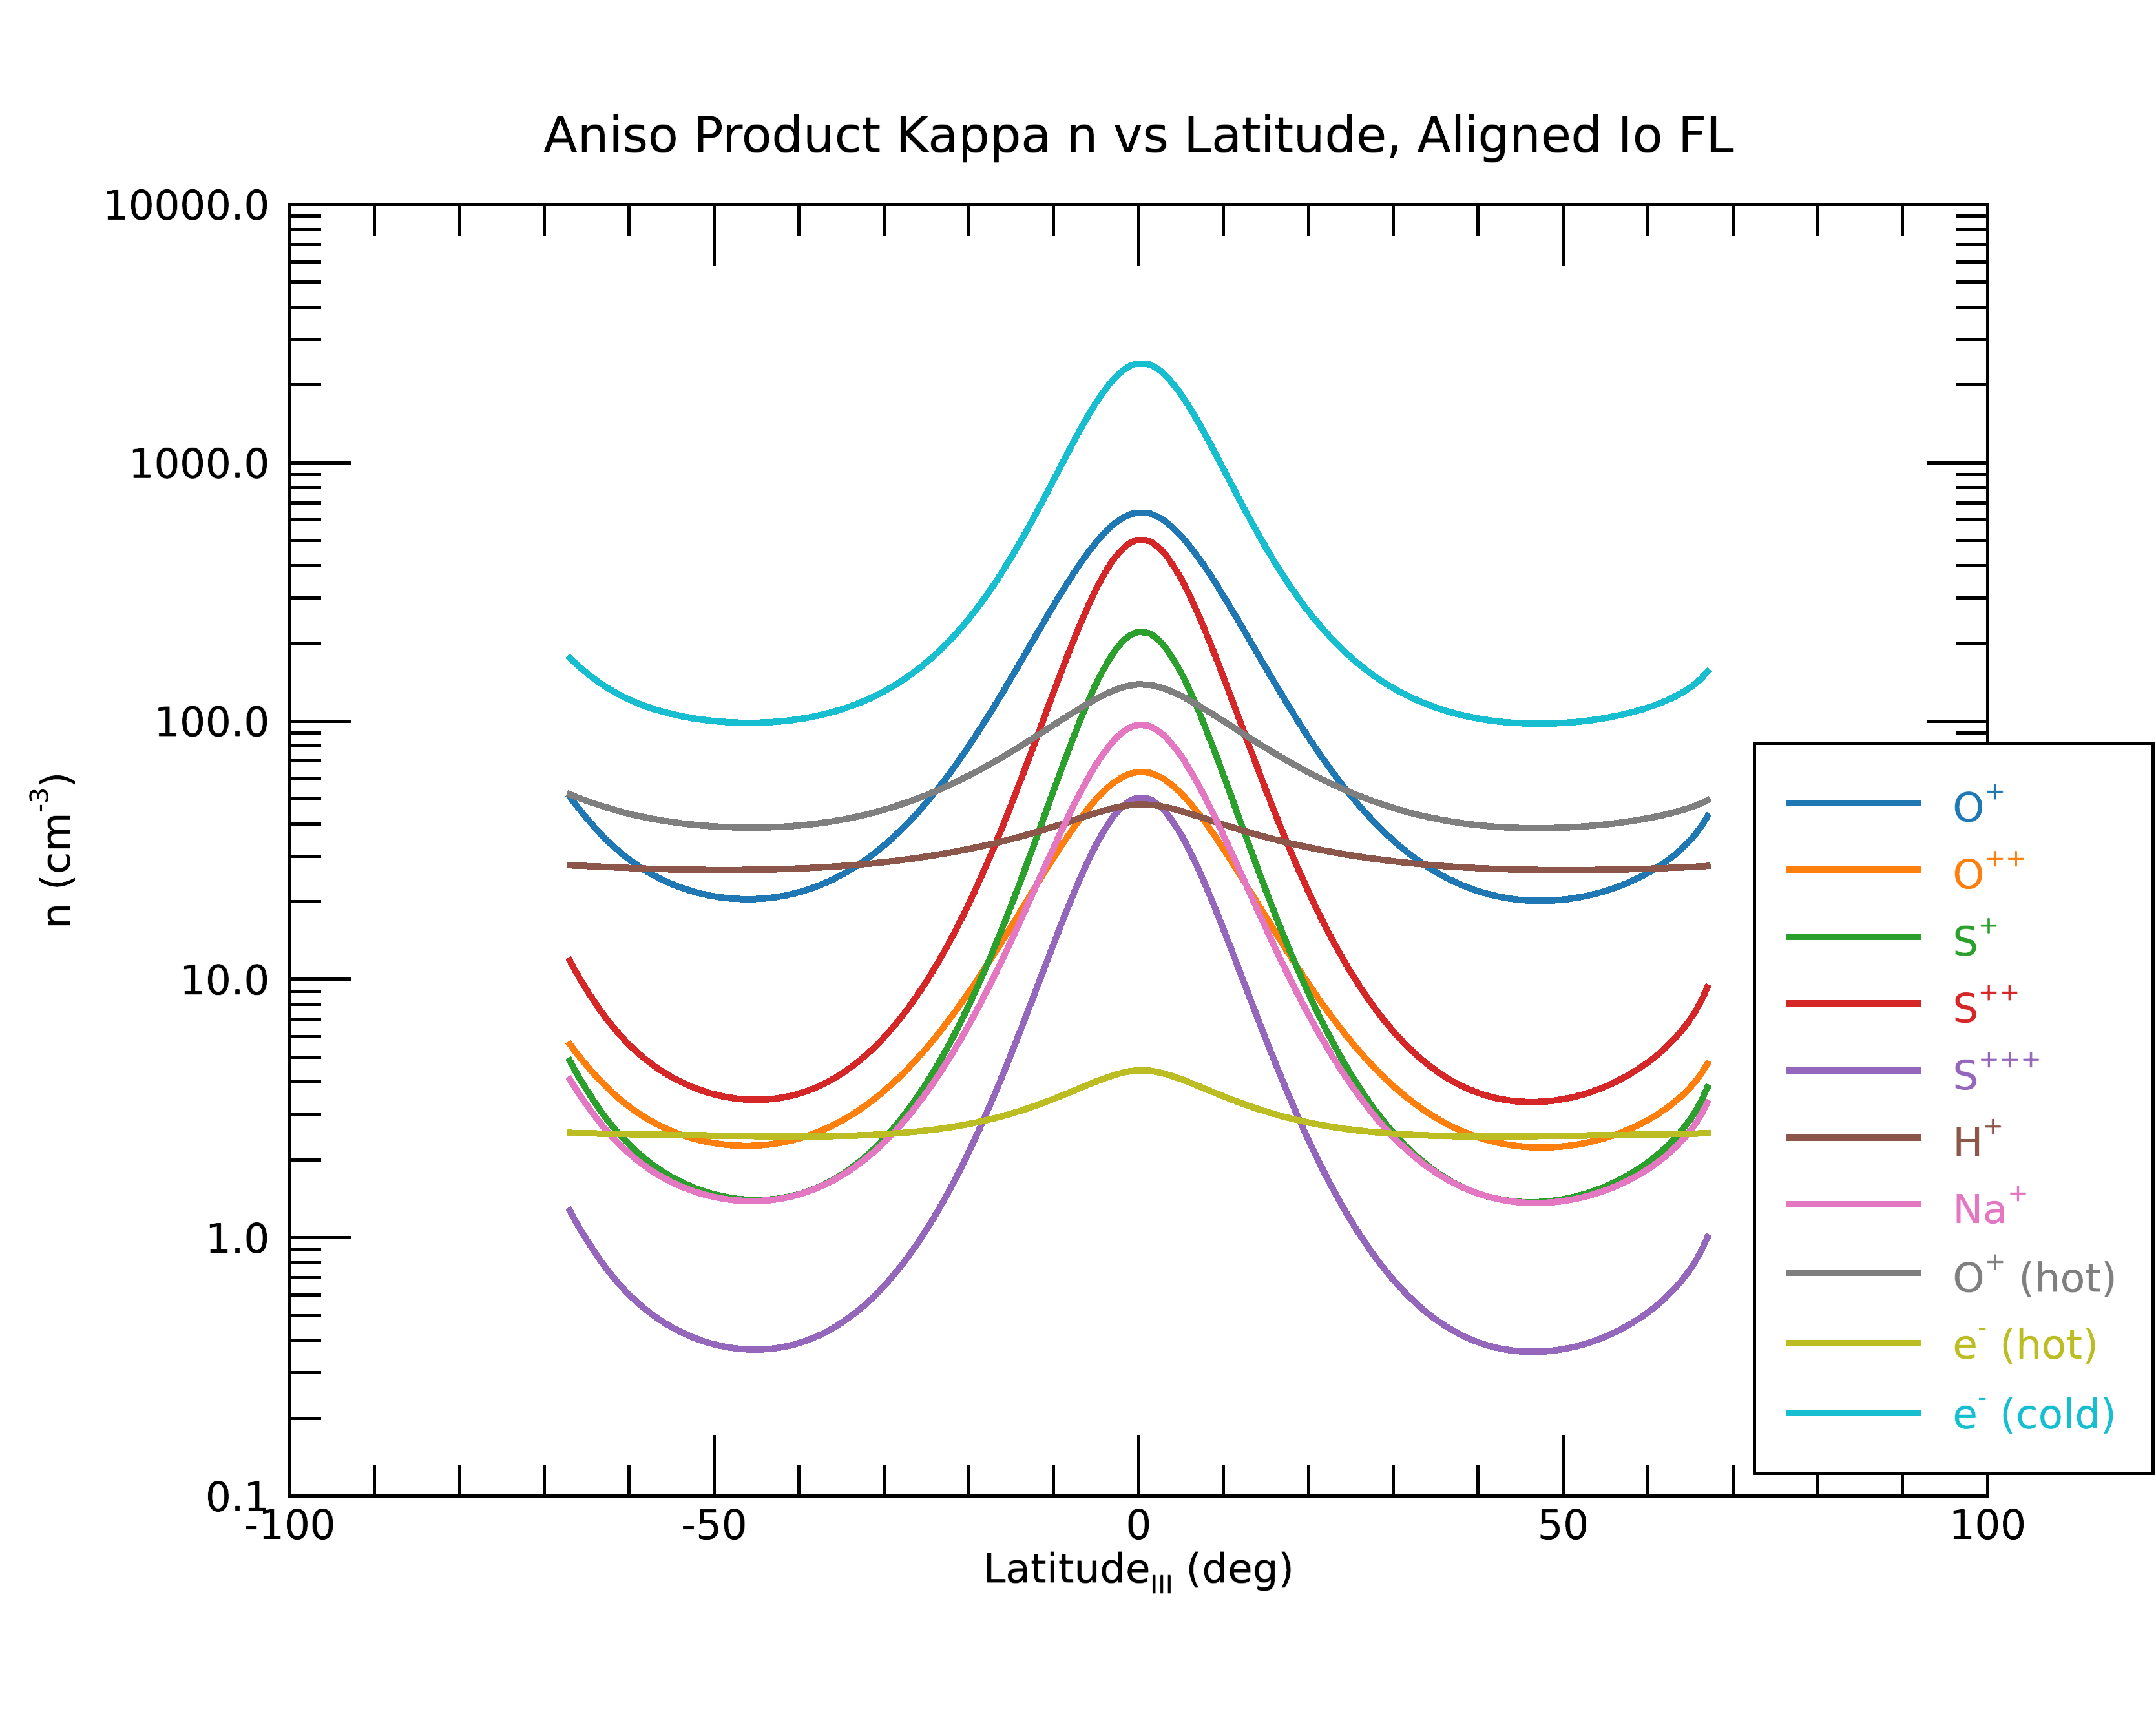 Aniso Product Kappa n vs Latitude, Aligned Io FL
10000.0
1000.0
100.0
10.0
1.0
0.1
n (cm⁻³)
-100
-50
0
50
100
Latitude_III (deg)
O⁺
O⁺⁺
S⁺
S⁺⁺
S⁺⁺⁺
H⁺
Na⁺
O⁺ (hot)
e⁻ (hot)
e⁻ (cold)